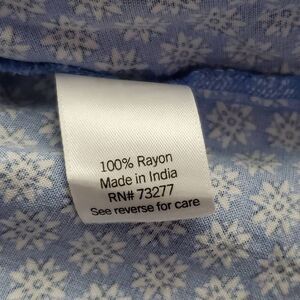 100% Rayon
Made in India
RN# 73277
See reverse for care